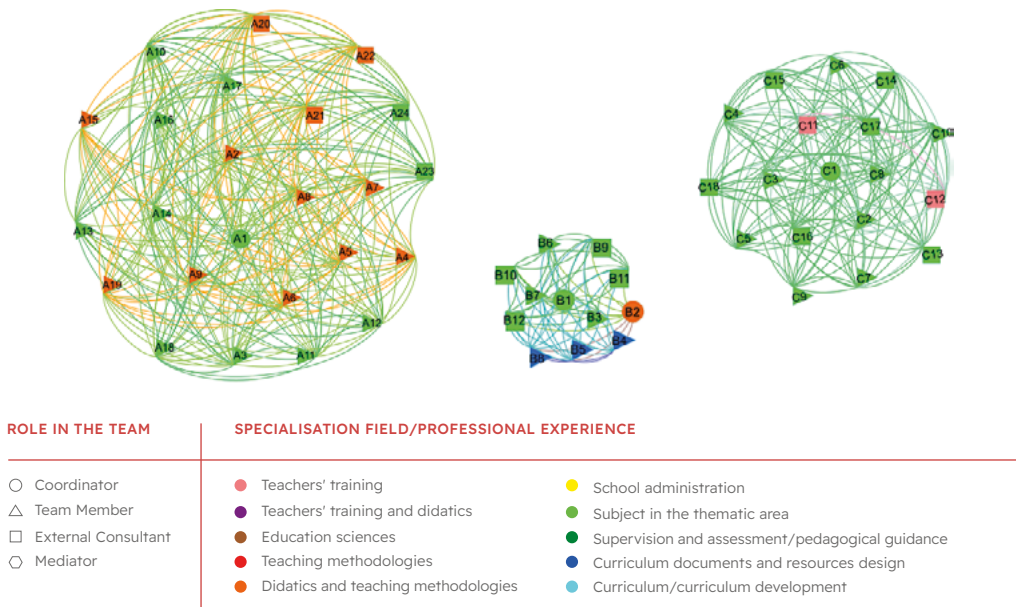 A20
A10
A22
A17
A21
A24
A15
A16
A2
A23
A8
A7
A14
A13
A1
A5
A4
A9
A19
A6
A12
A18
A3
A11
B6
B9
B10
B11
B7
B1
B12
B3
B2
B4
B5
B8
C6
C15
C14
C4
C11
C17
C10
C3
C1
C8
C18
C12
C5
C16
C2
C13
C7
C9
ROLE IN THE TEAM
Coordinator
Team Member
External Consultant
Mediator
SPECIALISATION FIELD/PROFESSIONAL EXPERIENCE
Teachers' training
Teachers' training and didatics
Education sciences
Teaching methodologies
Didatics and teaching methodologies
School administration
Subject in the thematic area
Supervision and assessment/pedagogical guidance
Curriculum documents and resources design
Curriculum/curriculum development